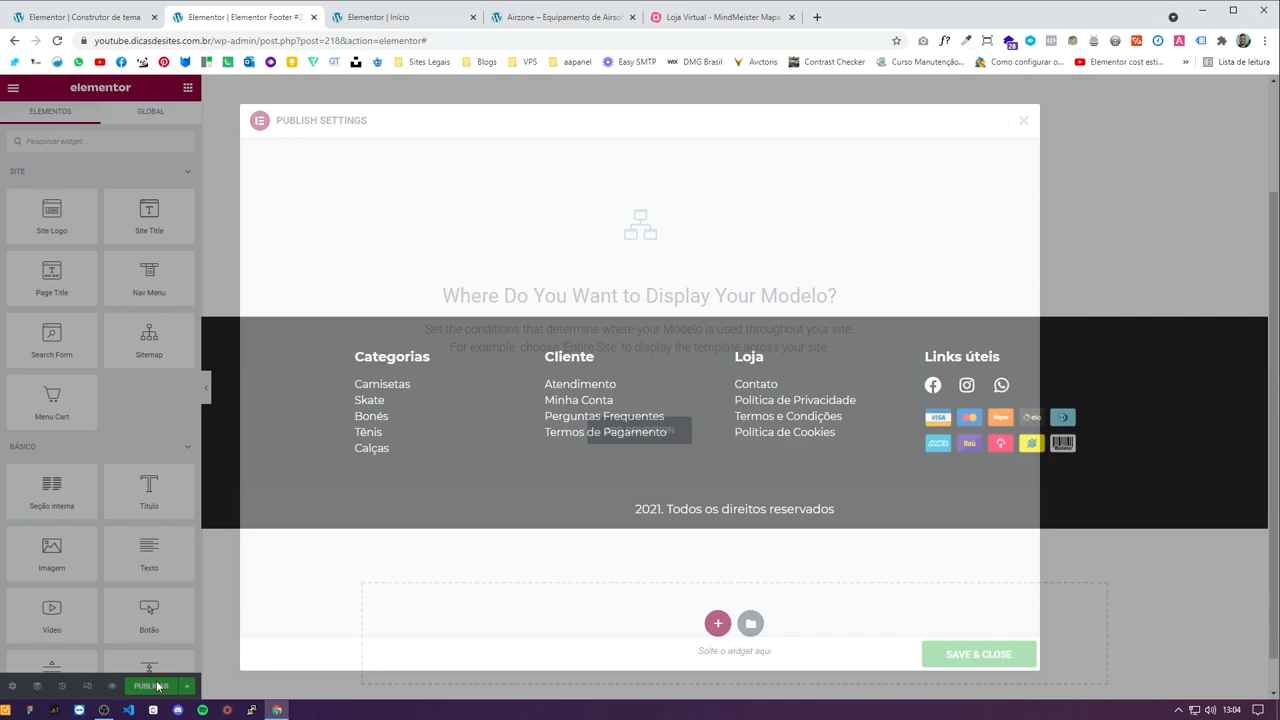 Elementor | Construtor de tema
Elementor | Elementor Footer #2
Elementor | Início
Airzone – Equipamento de Airsof
Loja Virtual - MindMeister Mapa
youtube.dicasdesites.com.br/wp-admin/post.php?post=218&action=elementor#
f?
28
A
GT
Sites Legais
Blogs
VPS
aapanel
Easy SMTP
WIX
DMG Brasil
Avctoris
Contrast Checker
Curso Manutenção...
Como configurar o...
Elementor cost esti...
»
Lista de leitura
elementor
ELEMENTOS
GLOBAL
Pesquisar widget...
SITE
Site Logo
Site Title
Page Title
Nav Menu
Search Form
Sitemap
Menu Cart
BÁSICO
Seção interna
Título
Imagem
Texto
Vídeo
Botão
PUBLICAR
PUBLISH SETTINGS
Where Do You Want to Display Your Modelo?
Set the conditions that determine where your Modelo is used throughout your site.
For example, choose 'Entire Site' to display the template across your site.
Categorias
Camisetas
Skate
Bonés
Tênis
Calças
Cliente
Atendimento
Minha Conta
Perguntas Frequentes
Termos de Pagamento
Loja
Contato
Política de Privacidade
Termos e Condições
Política de Cookies
Links úteis
VISA
Hiper
elo
AMEX
Itaú
Boleto
2021. Todos os direitos reservados
Solte o widget aqui
SAVE & CLOSE
13:04